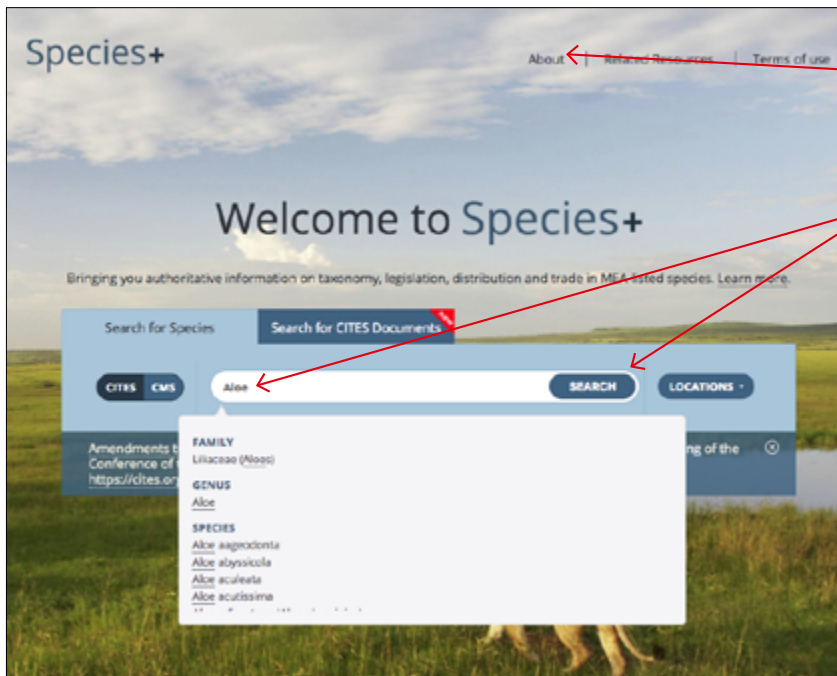 Species+
About | Related Resources | Terms of use
Welcome to Species+
Bringing you authoritative information on taxonomy, legislation, distribution and trade in MEA-listed species. Learn more.
Search for Species
Search for CITES Documents
NEW
CITES CMS
Aloe
SEARCH
LOCATIONS
Amendments t
Conference of
https://cites.or
ng of the
FAMILY
Liliaceae (Aloes)
GENUS
Aloe
SPECIES
Aloe aageodonta
Aloe abyssicola
Aloe aculeata
Aloe acutissima